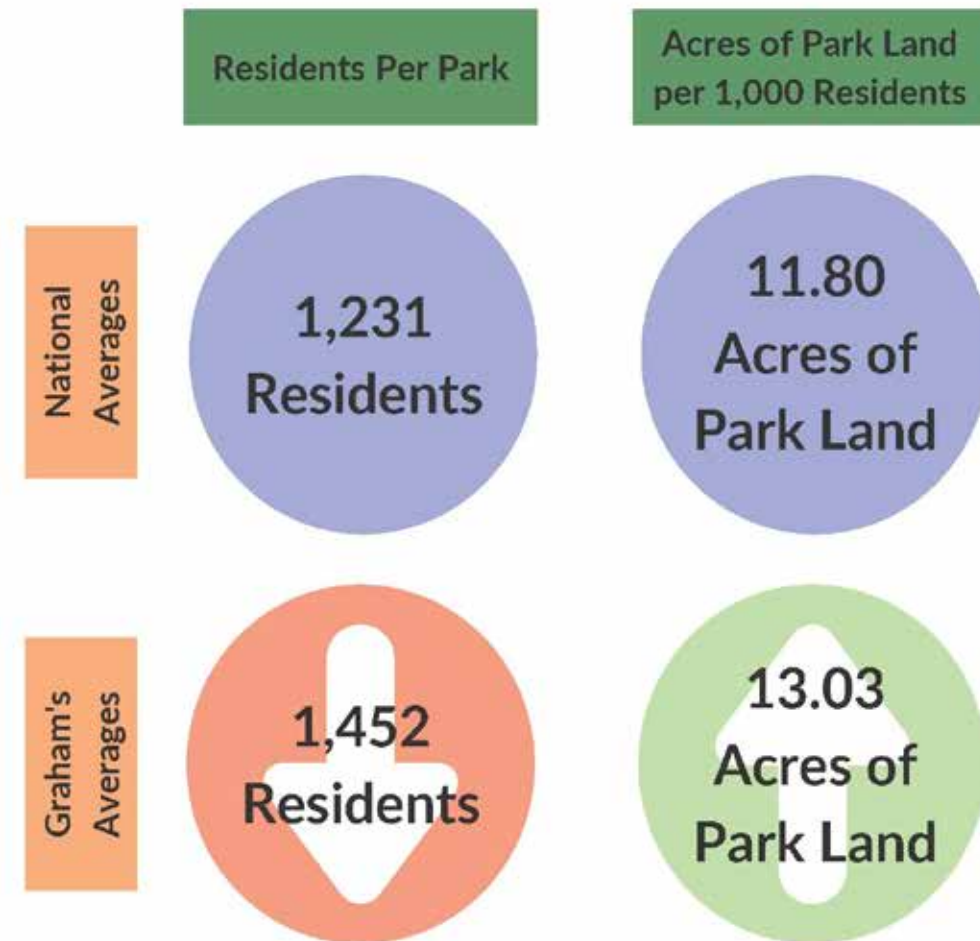 Residents Per Park
Acres of Park Land
per 1,000 Residents
National
Averages
1,231
Residents
11.80
Acres of
Park Land
Graham's
Averages
1,452
Residents
13.03
Acres of
Park Land